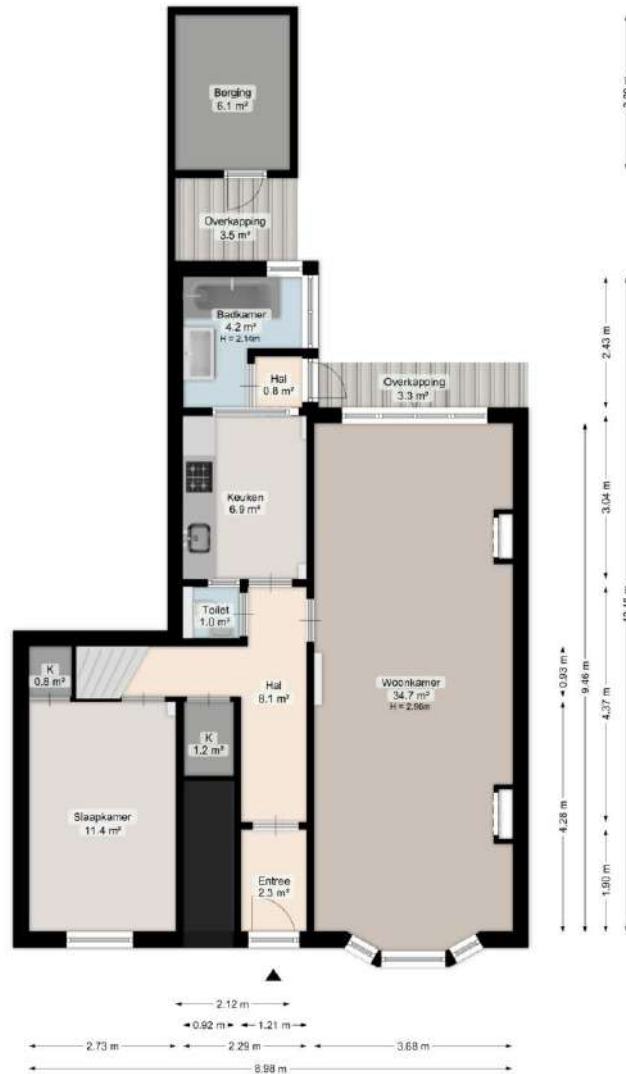 Berging
6.1 m²
Overkapping
3.5 m²
Badkamer
4.2 m²
H = 2.14m
Hal
0.8 m²
Overkapping
3.3 m²
2.43 m
Keuken
6.9 m²
3.04 m
Toilet
1.0 m²
K
0.8 m²
Hal
8.1 m²
Woonkamer
34.7 m²
H = 2.96m
0.93 m
9.46 m
4.37 m
K
1.2 m²
Slaapkamer
11.4 m²
4.28 m
Entree
2.3 m²
1.90 m
2.12 m
0.92 m
1.21 m
2.73 m
2.29 m
3.68 m
8.98 m